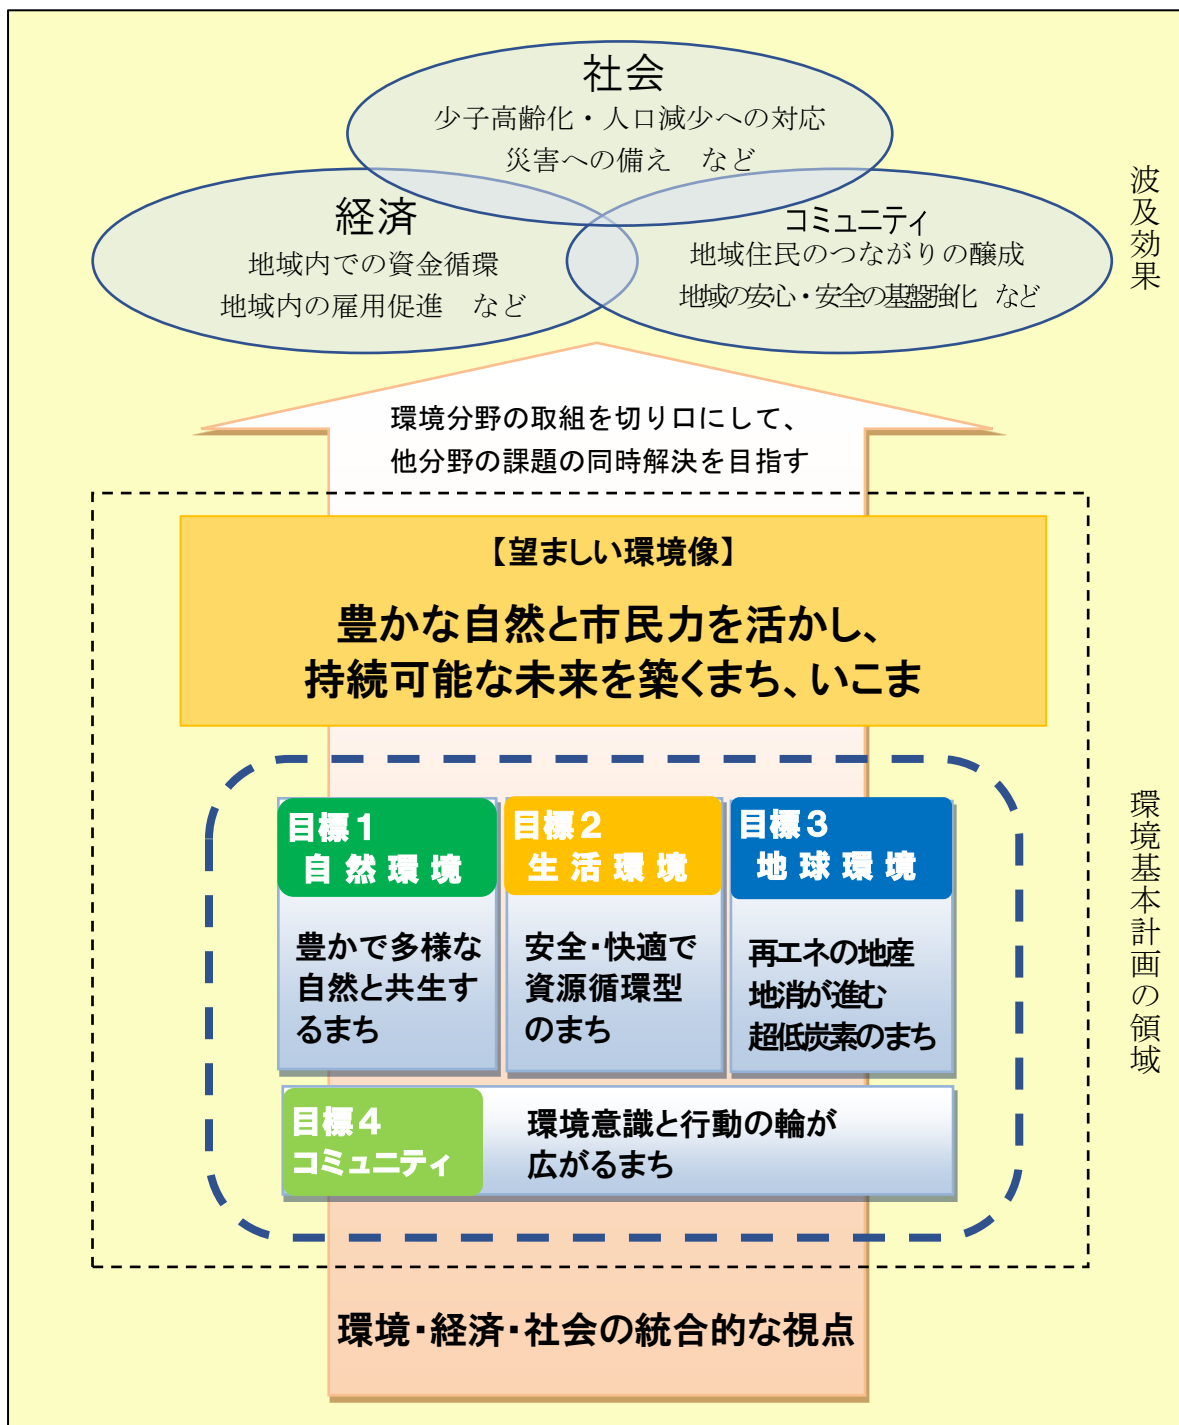 社会
少子高齢化・人口減少への対応
災害への備え　など
経済
地域内での資金循環
地域内の雇用促進　など
コミュニティ
地域住民のつながりの醸成
地域の安心・安全の基盤強化　など
波及効果
環境分野の取組を切り口にして、
他分野の課題の同時解決を目指す
【望ましい環境像】
豊かな自然と市民力を活かし、
持続可能な未来を築くまち、いこま
目標１
自然環境
豊かで多様な
自然と共生す
るまち
目標２
生活環境
安全・快適で
資源循環型
のまち
目標３
地球環境
再エネの地産
地消が進む
超低炭素のまち
目標４
コミュニティ
環境意識と行動の輪が
広がるまち
環境基本計画の領域
環境・経済・社会の統合的な視点